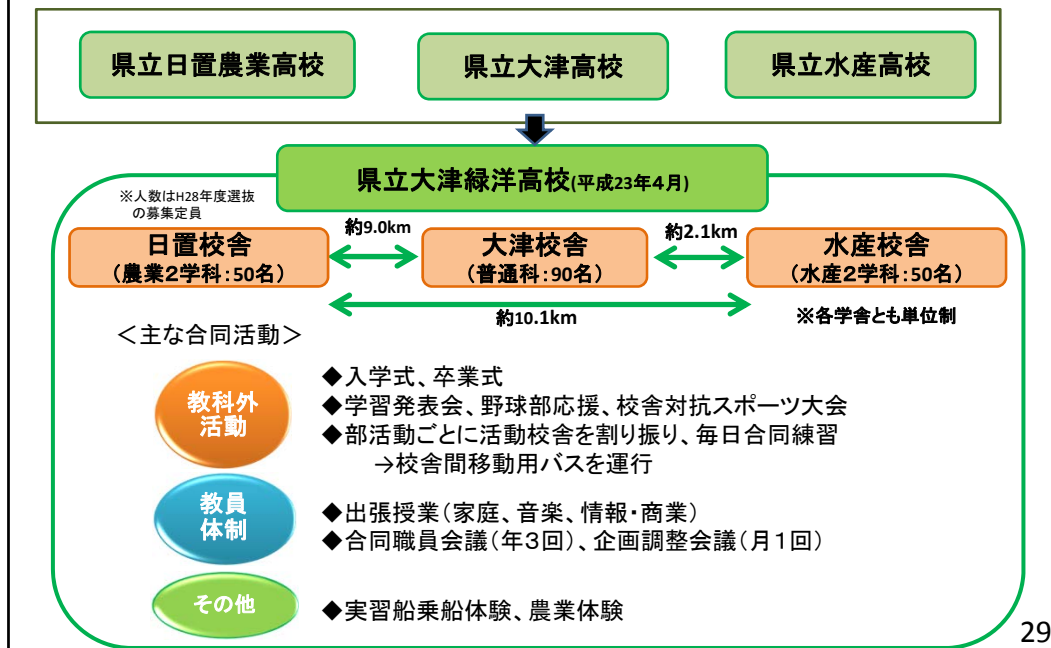 県立日置農業高校
県立大津高校
県立水産高校
県立大津緑洋高校(平成23年4月)
※人数はH28年度選抜
の募集定員
約9.0km
約2.1km
日置校舎
(農業2学科:50名)
大津校舎
(普通科:90名)
水産校舎
(水産2学科:50名)
約10.1km
※各学舎とも単位制
<主な合同活動>
教科外
活動
◆入学式、卒業式
◆学習発表会、野球部応援、校舎対抗スポーツ大会
◆部活動ごとに活動校舎を割り振り、毎日合同練習
→校舎間移動用バスを運行
教員
体制
◆出張授業(家庭、音楽、情報・商業)
◆合同職員会議(年3回)、企画調整会議(月1回)
その他
◆実習船乗船体験、農業体験
29